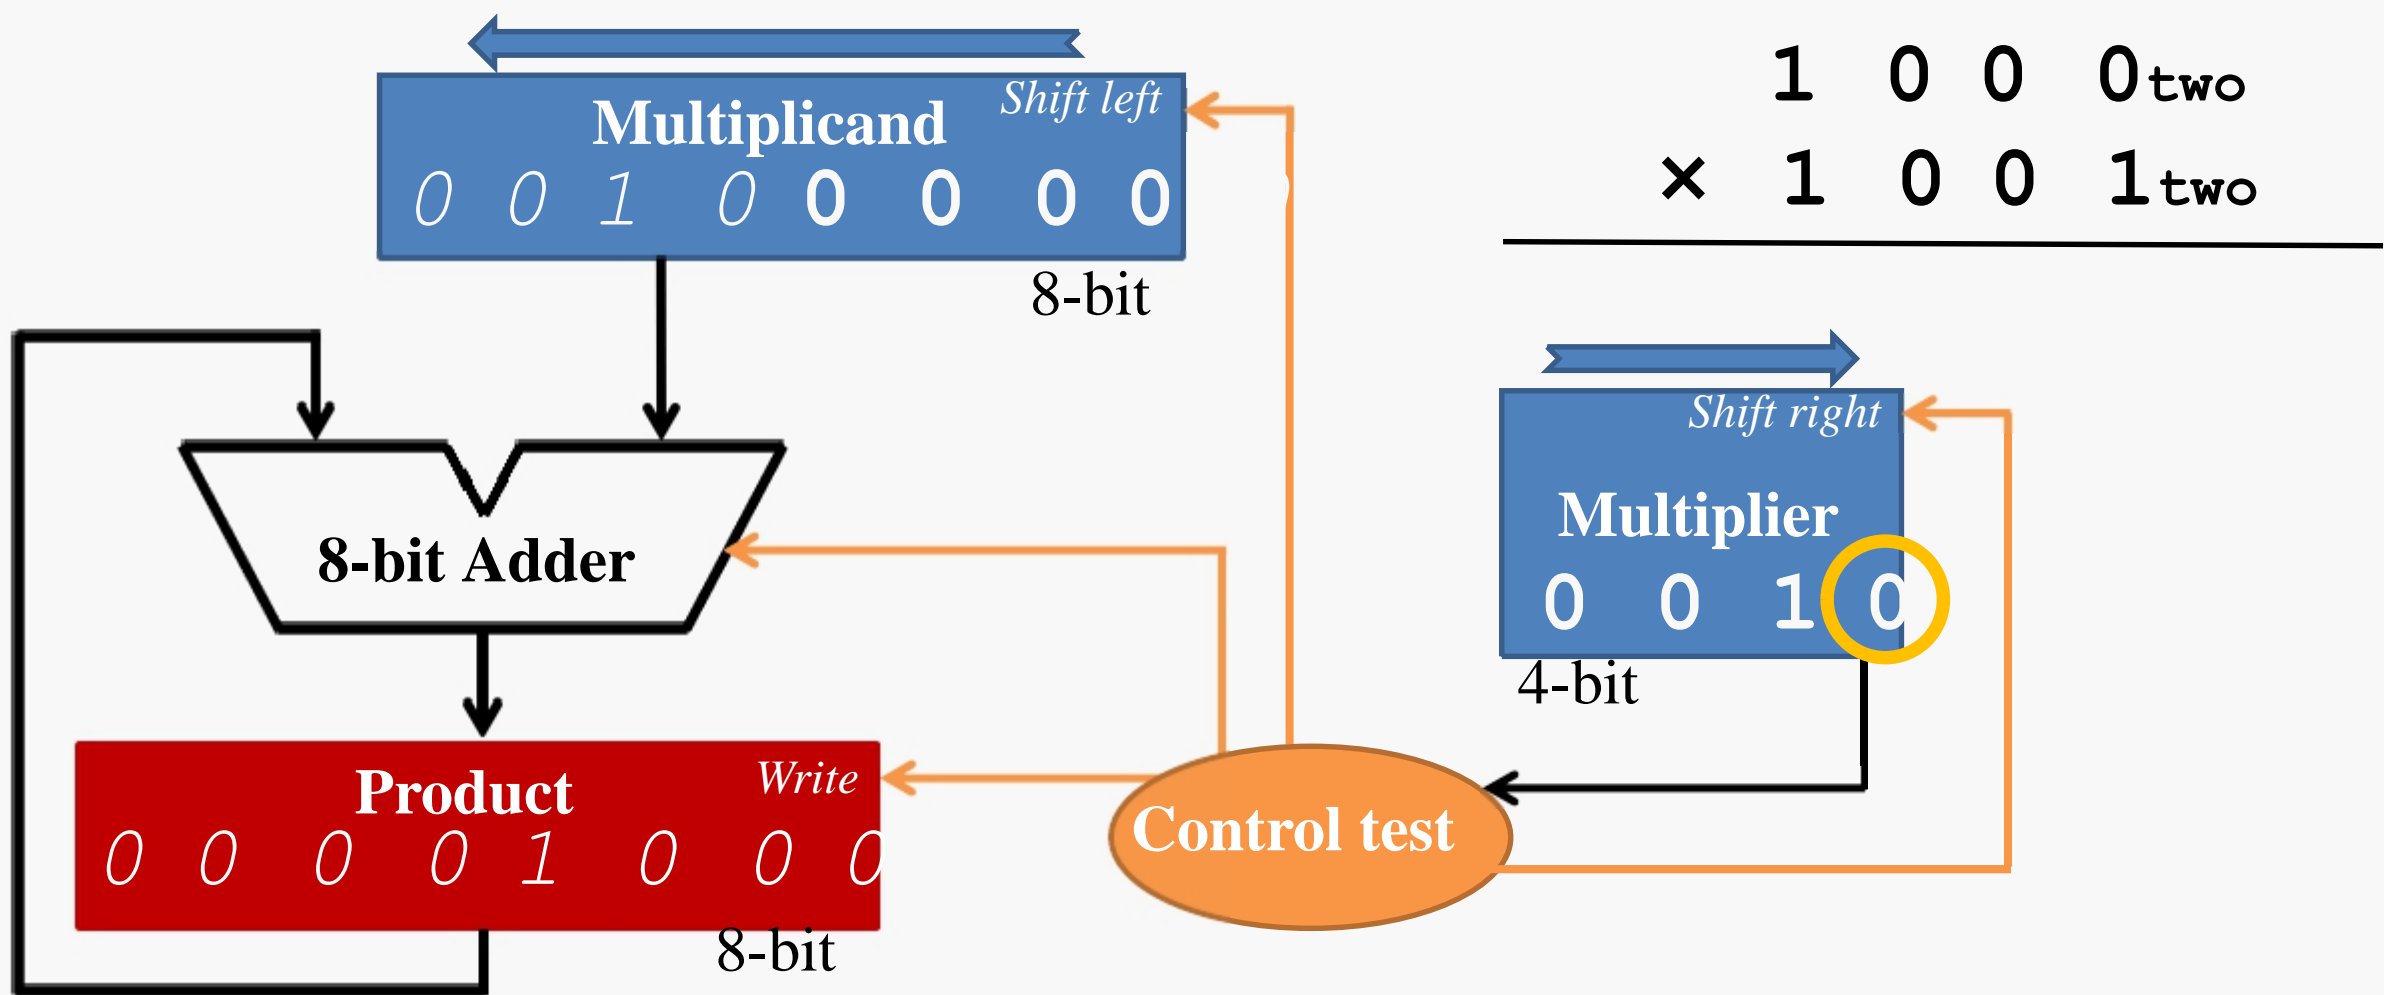 1 0 0 0two
× 1 0 0 1two
Shift left
Multiplicand
0 0 1 0 0 0 0 0
8-bit
Shift right
Multiplier
0 0 1 0
4-bit
8-bit Adder
Write
Product
0 0 0 0 1 0 0 0
8-bit
Control test